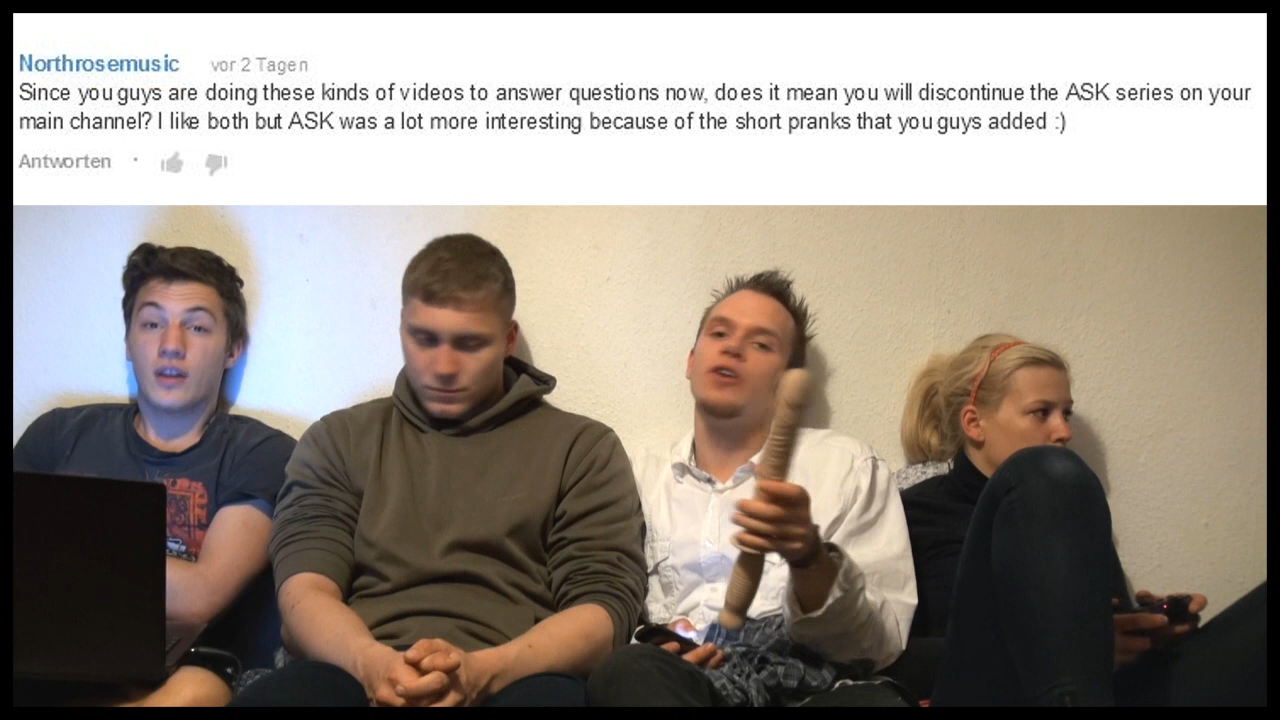 Northrosemusic vor 2 Tagen
Since you guys are doing these kinds of videos to answer questions now, does it mean you will discontinue the ASK series on your
main channel? I like both but ASK was a lot more interesting because of the short pranks that you guys added :)
Antworten ·